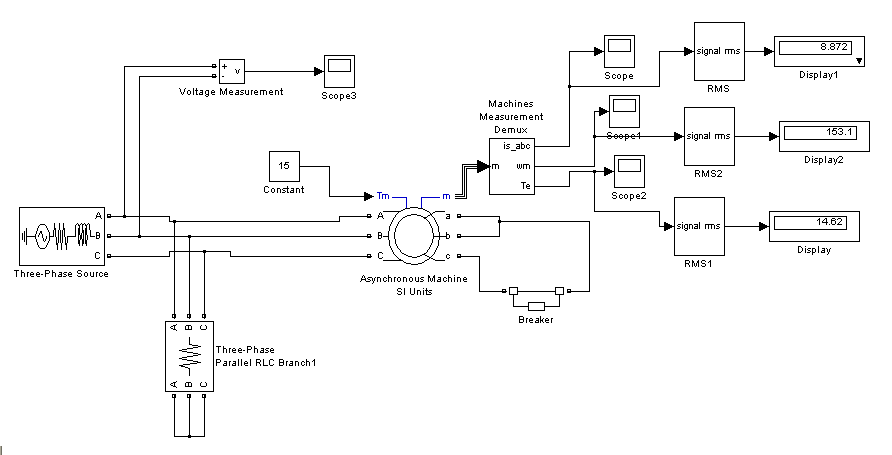 signal rms
8.872
Scope
RMS
Display1
+
-
v
Voltage Measurement
Scope3
Machines
Measurement
Demux
Scope1
is_abc
m
wm
Te
signal rms
153.1
RMS2
Display2
15
Constant
Tm
m
Scope2
signal rms
14.62
RMS1
Display
A
B
C
Three-Phase Source
A
B
C
a
b
c
Asynchronous Machine
SI Units
Breaker
A B C
Three-Phase
Parallel RLC Branch1
A B C